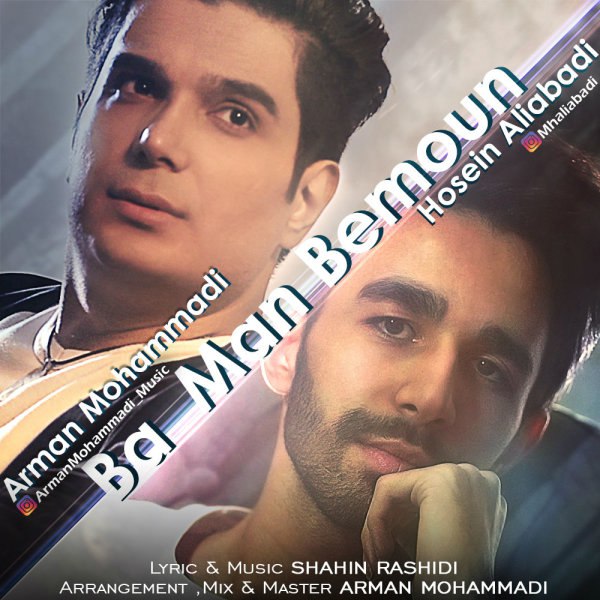 Arman Mohammadi
ArmanMohammadi_Music
Ba Man Bemoun
Hosein Aliabadi
Mhaliabadi
Lyric & Music SHAHIN RASHIDI
Arrangement ,Mix & Master ARMAN MOHAMMADI